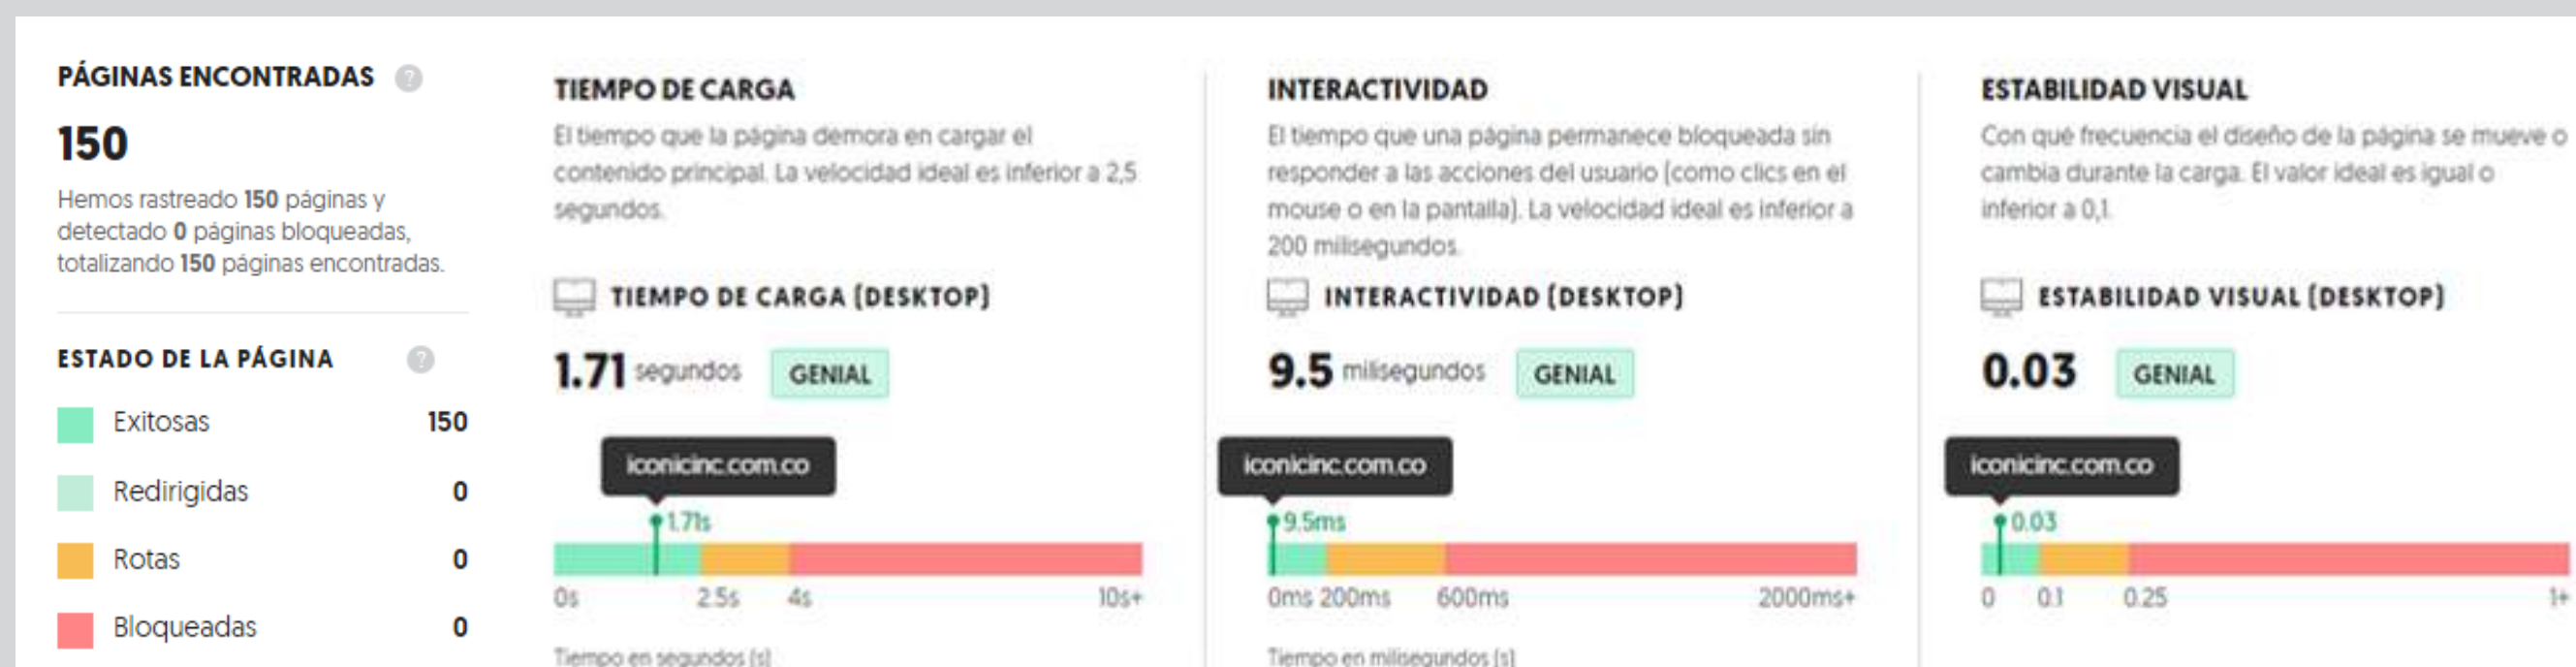 PÁGINAS ENCONTRADAS ?
150
Hemos rastreado 150 páginas y
detectado 0 páginas bloqueadas,
totalizando 150 páginas encontradas.
ESTADO DE LA PÁGINA ?
Exitosas 150
Redirigidas 0
Rotas 0
Bloqueadas 0
TIEMPO DE CARGA
El tiempo que la página demora en cargar el
contenido principal. La velocidad ideal es inferior a 2,5
segundos.
TIEMPO DE CARGA (DESKTOP)
1.71 segundos GENIAL
iconicinc.com.co
1.71s
0s 2.5s 4s 10s+
Tiempo en segundos (s)
INTERACTIVIDAD
El tiempo que una página permanece bloqueada sin
responder a las acciones del usuario (como clics en el
mouse o en la pantalla). La velocidad ideal es inferior a
200 milisegundos.
INTERACTIVIDAD (DESKTOP)
9.5 milisegundos GENIAL
iconicinc.com.co
9.5ms
0ms 200ms 600ms 2000ms+
Tiempo en milisegundos (s)
ESTABILIDAD VISUAL
Con qué frecuencia el diseño de la página se mueve o
cambia durante la carga. El valor ideal es igual o
inferior a 0,1.
ESTABILIDAD VISUAL (DESKTOP)
0.03 GENIAL
iconicinc.com.co
0.03
0 0.1 0.25 1+